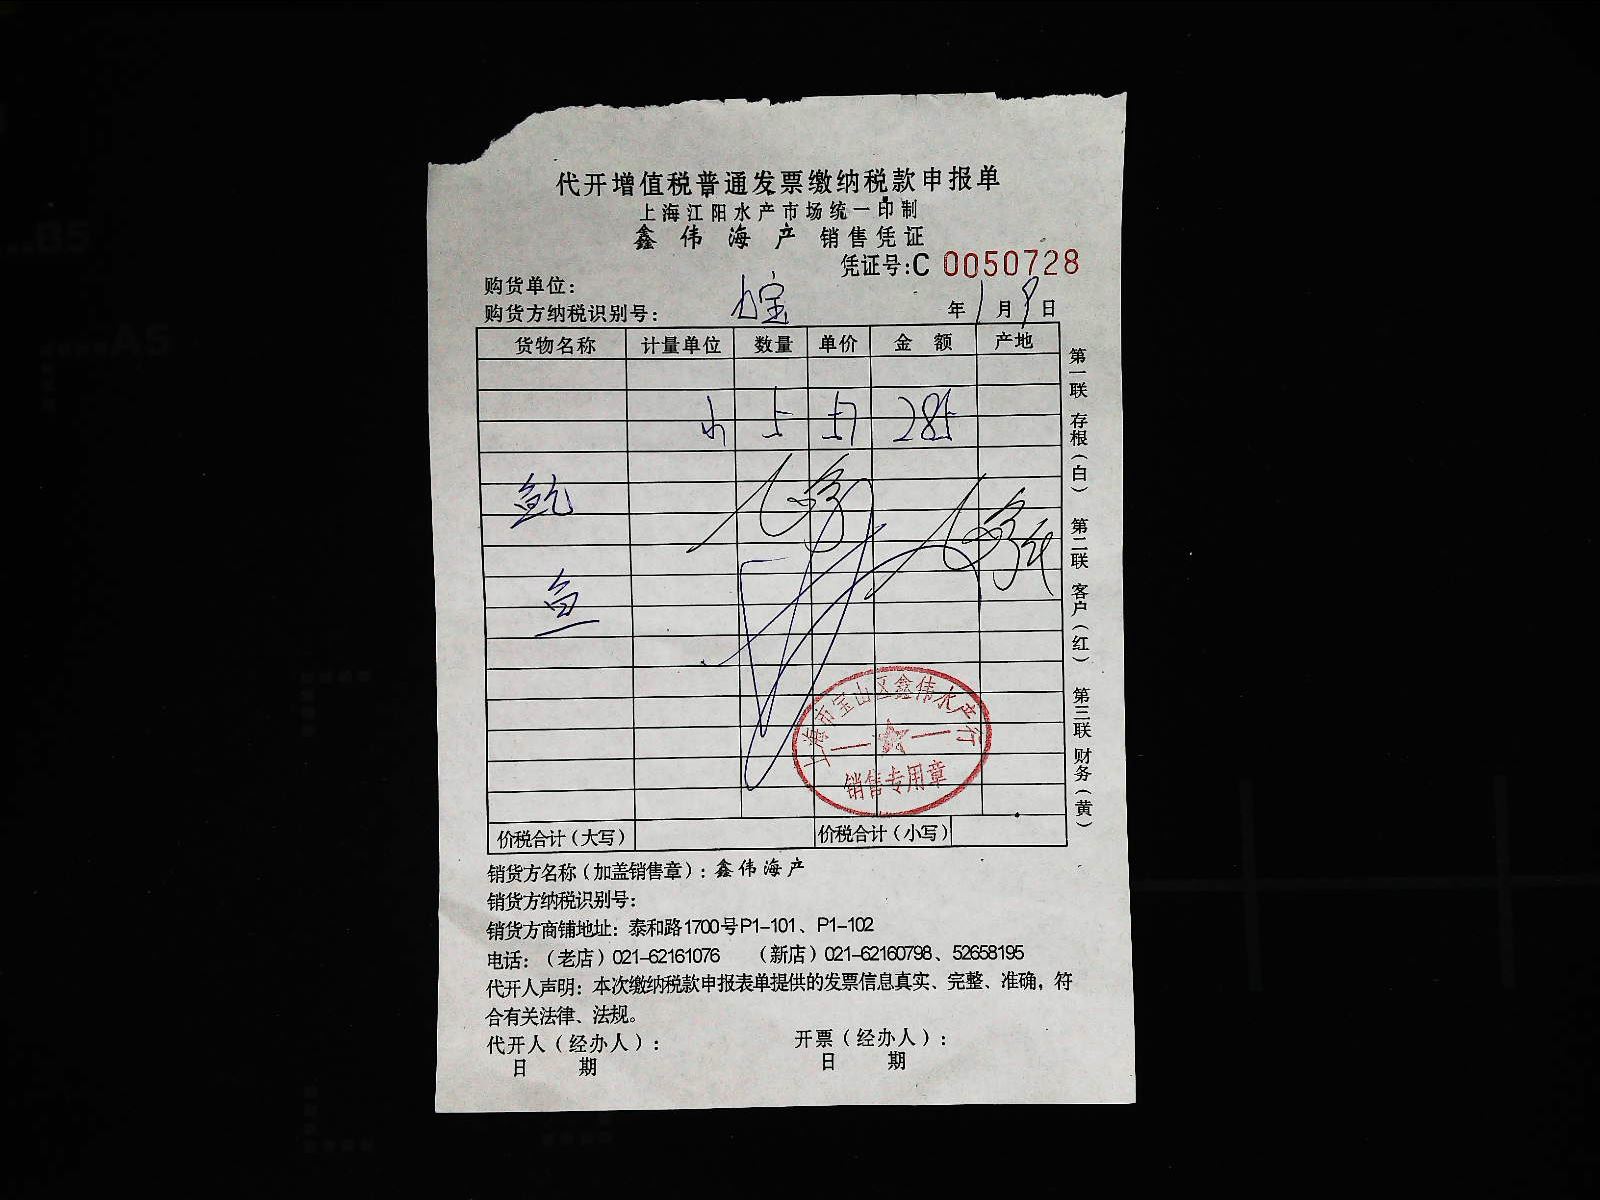 代开增值税普通发票缴纳税款申报单
上海江阳水产市场统一印制
鑫伟海产 销售凭证
凭证号:C 0050728
购货单位:
购货方纳税识别号: 年1月9日
货物名称 计量单位 数量 单价 金额 产地
小 5 57 285
鲍
鱼
价税合计(大写) 价税合计(小写)
第一联 存根(白) 第二联 客户(红) 第三联 财务(黄)
上海市宝山区鑫伟水产行
销售专用章
销货方名称(加盖销售章): 鑫伟海产
销货方纳税识别号:
销货方商铺地址: 泰和路1700号P1-101、P1-102
电话:(老店)021-62161076 (新店)021-62160798、52658195
代开人声明: 本次缴纳税款申报表单提供的发票信息真实、完整、准确,符
合有关法律、法规。
代开人(经办人): 开票(经办人):
日期 日期